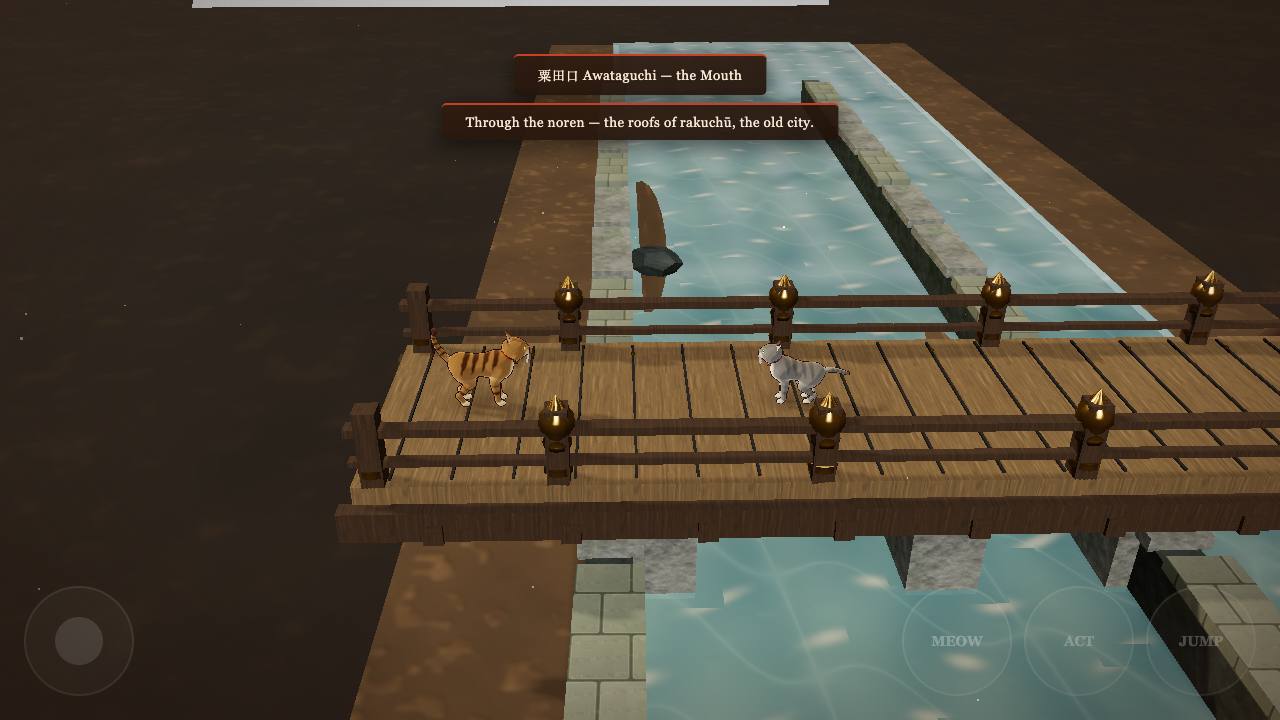 粟田口 Awataguchi — the Mouth
Through the noren — the roofs of rakuchū, the old city.
MEOW
ACT
JUMP